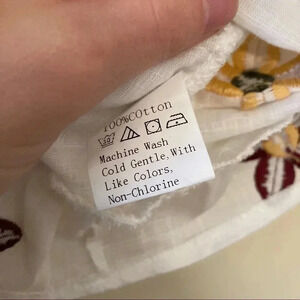 100%COtton
Machine Wash
Cold Gentle.With
Like Colors,
Non-Chlorine